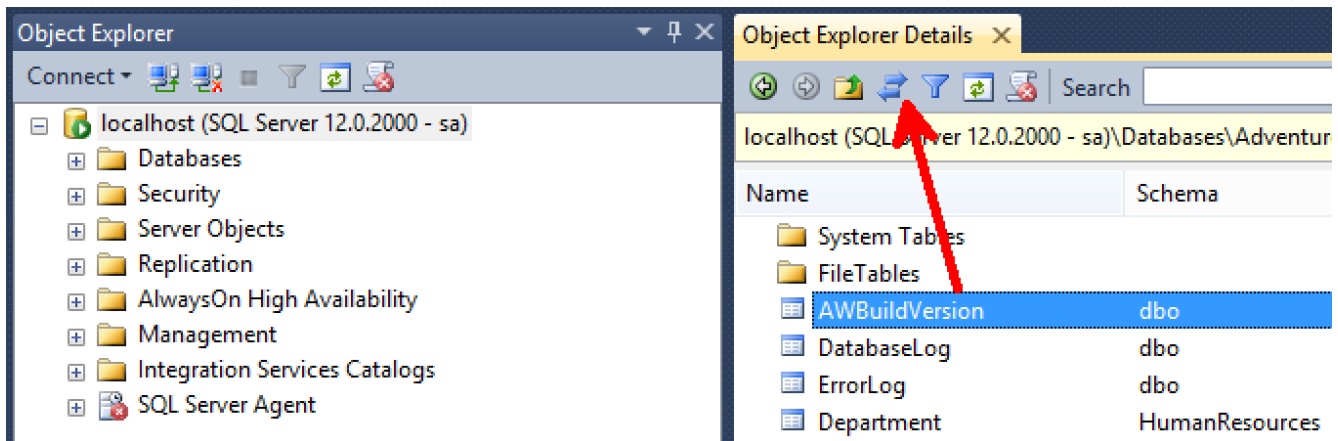 Object Explorer
Connect
localhost (SQL Server 12.0.2000 - sa)
Databases
Security
Server Objects
Replication
AlwaysOn High Availability
Management
Integration Services Catalogs
SQL Server Agent
Object Explorer Details
Search
localhost (SQL Server 12.0.2000 - sa)\Databases\Adventur
Name Schema
System Tables
FileTables
AWBuildVersion dbo
DatabaseLog dbo
ErrorLog dbo
Department HumanResources